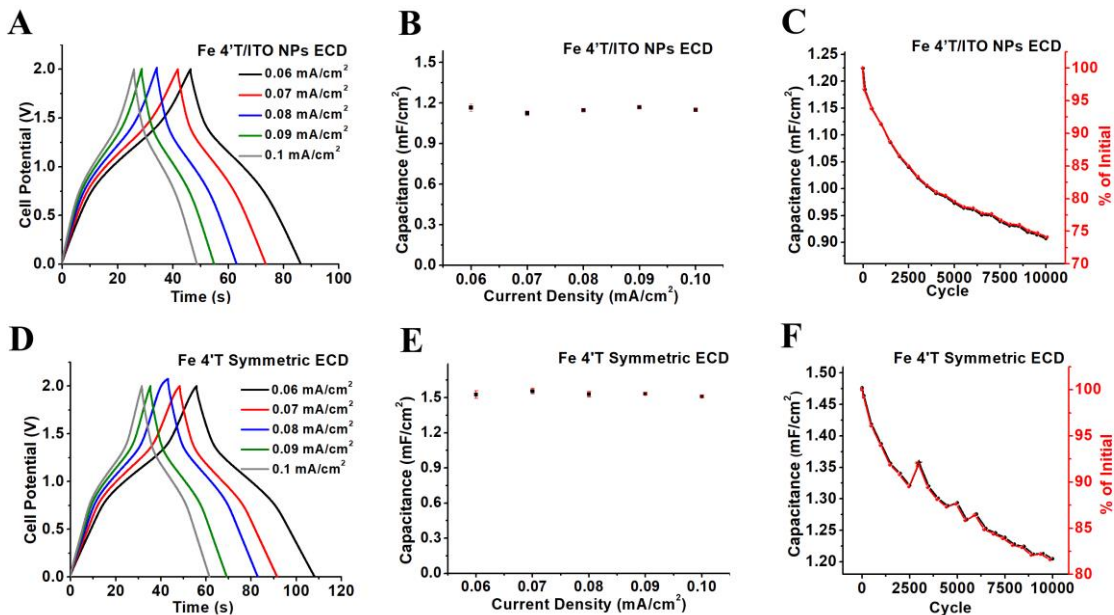 A
Fe 4'T/ITO NPs ECD
0.06 mA/cm²
0.07 mA/cm²
0.08 mA/cm²
0.09 mA/cm²
0.1 mA/cm²
2.0
1.5
1.0
0.5
0.0
Cell Potential (V)
0 20 40 60 80 100
Time (s)
B
Fe 4'T/ITO NPs ECD
1.5
1.2
0.9
0.6
0.3
0.0
Capacitance (mF/cm²)
0.06 0.07 0.08 0.09 0.10
Current Density (mA/cm²)
C
Fe 4'T/ITO NPs ECD
1.25
1.20
1.15
1.10
1.05
1.00
0.95
0.90
Capacitance (mF/cm²)
100
95
90
85
80
75
70
% of Initial
0 2500 5000 7500 10000
Cycle
D
Fe 4'T Symmetric ECD
0.06 mA/cm²
0.07 mA/cm²
0.08 mA/cm²
0.09 mA/cm²
0.1 mA/cm²
2.0
1.5
1.0
0.5
0.0
Cell Potential (V)
0 20 40 60 80 100 120
Time (s)
E
Fe 4'T Symmetric ECD
1.8
1.5
1.2
0.9
0.6
0.3
0.0
Capacitance (mF/cm²)
0.06 0.07 0.08 0.09 0.10
Current Density (mA/cm²)
F
Fe 4'T Symmetric ECD
1.50
1.45
1.40
1.35
1.30
1.25
1.20
Capacitance (mF/cm²)
100
95
90
85
80
% of Initial
0 2500 5000 7500 10000
Cycle